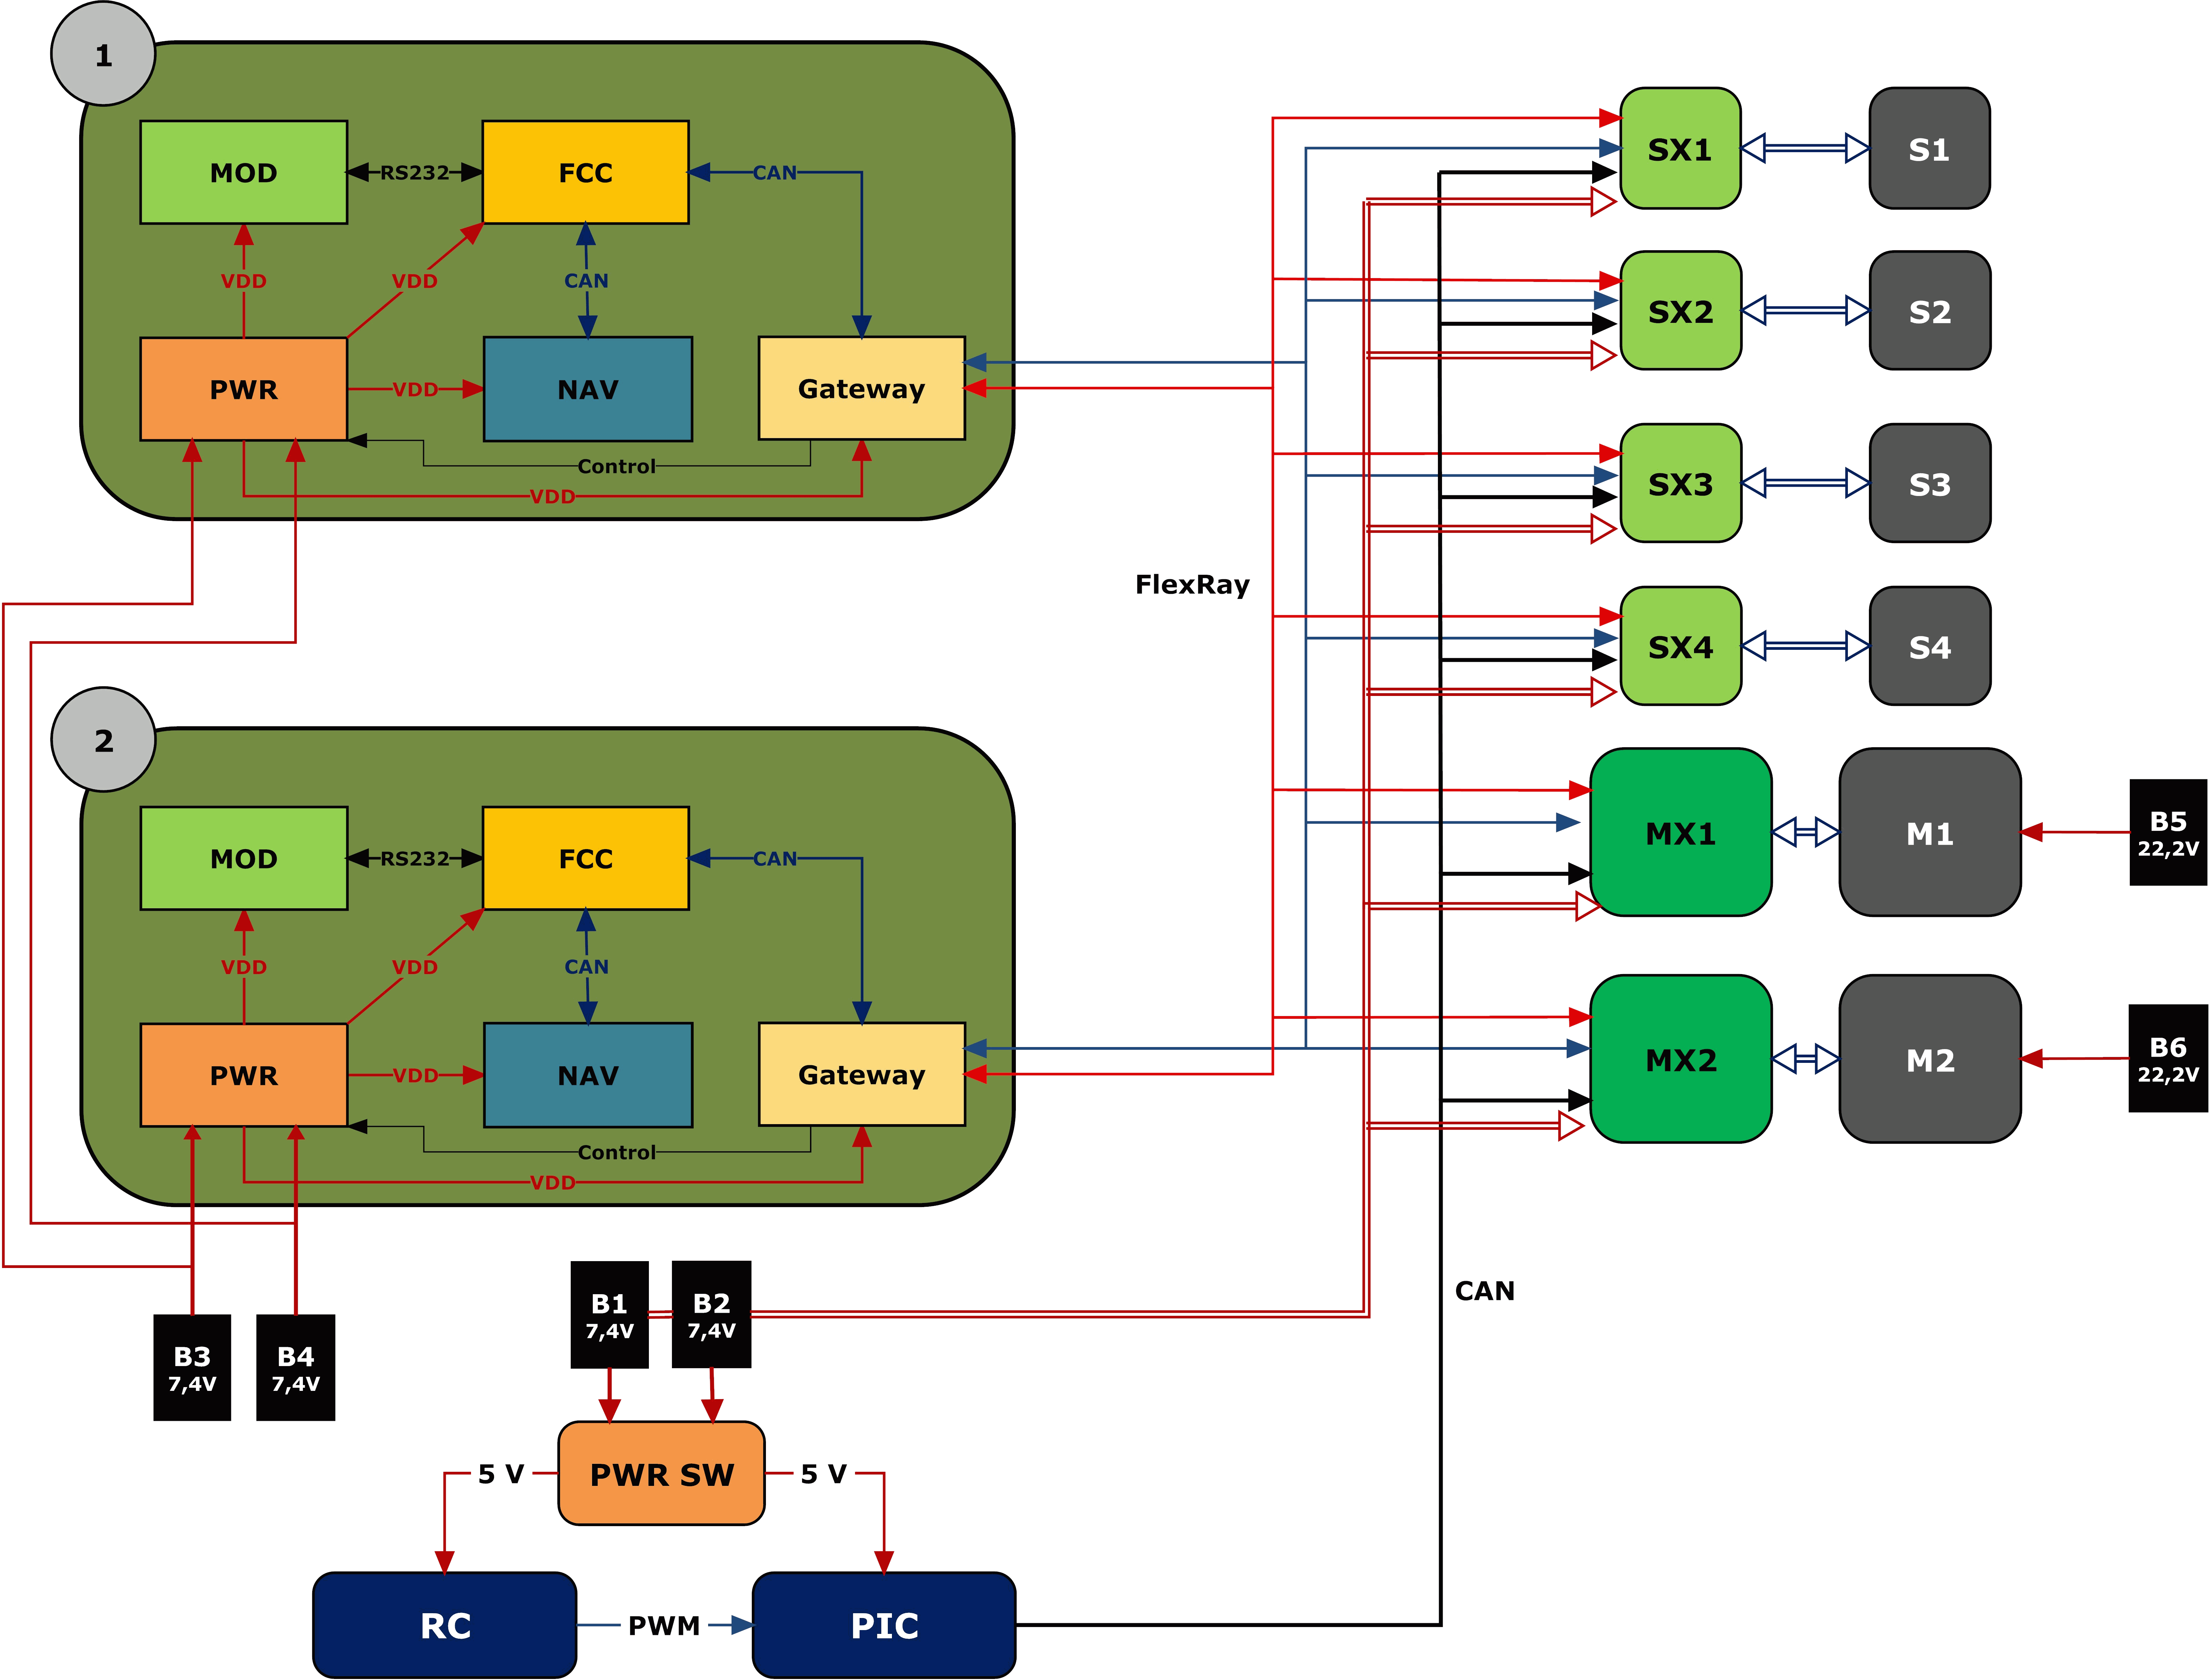 1
MOD
RS232
FCC
CAN
VDD
VDD
CAN
PWR
VDD
NAV
Gateway
Control
VDD
2
MOD
RS232
FCC
CAN
VDD
VDD
CAN
PWR
VDD
NAV
Gateway
Control
VDD
FlexRay
SX1
S1
SX2
S2
SX3
S3
SX4
S4
MX1
M1
B5
22,2V
MX2
M2
B6
22,2V
CAN
B1
7,4V
B2
7,4V
B3
7,4V
B4
7,4V
5 V
PWR SW
5 V
RC
PWM
PIC